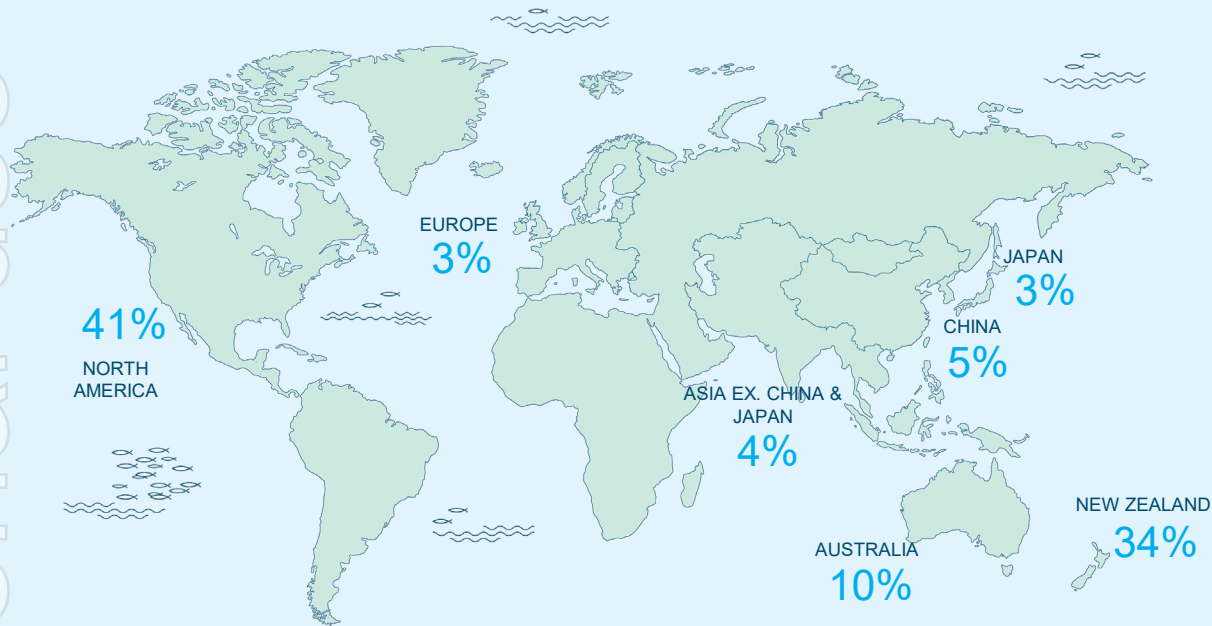 EUROPE
3%
JAPAN
3%
41%
NORTH
AMERICA
CHINA
5%
ASIA EX. CHINA &
JAPAN
4%
NEW ZEALAND
34%
AUSTRALIA
10%